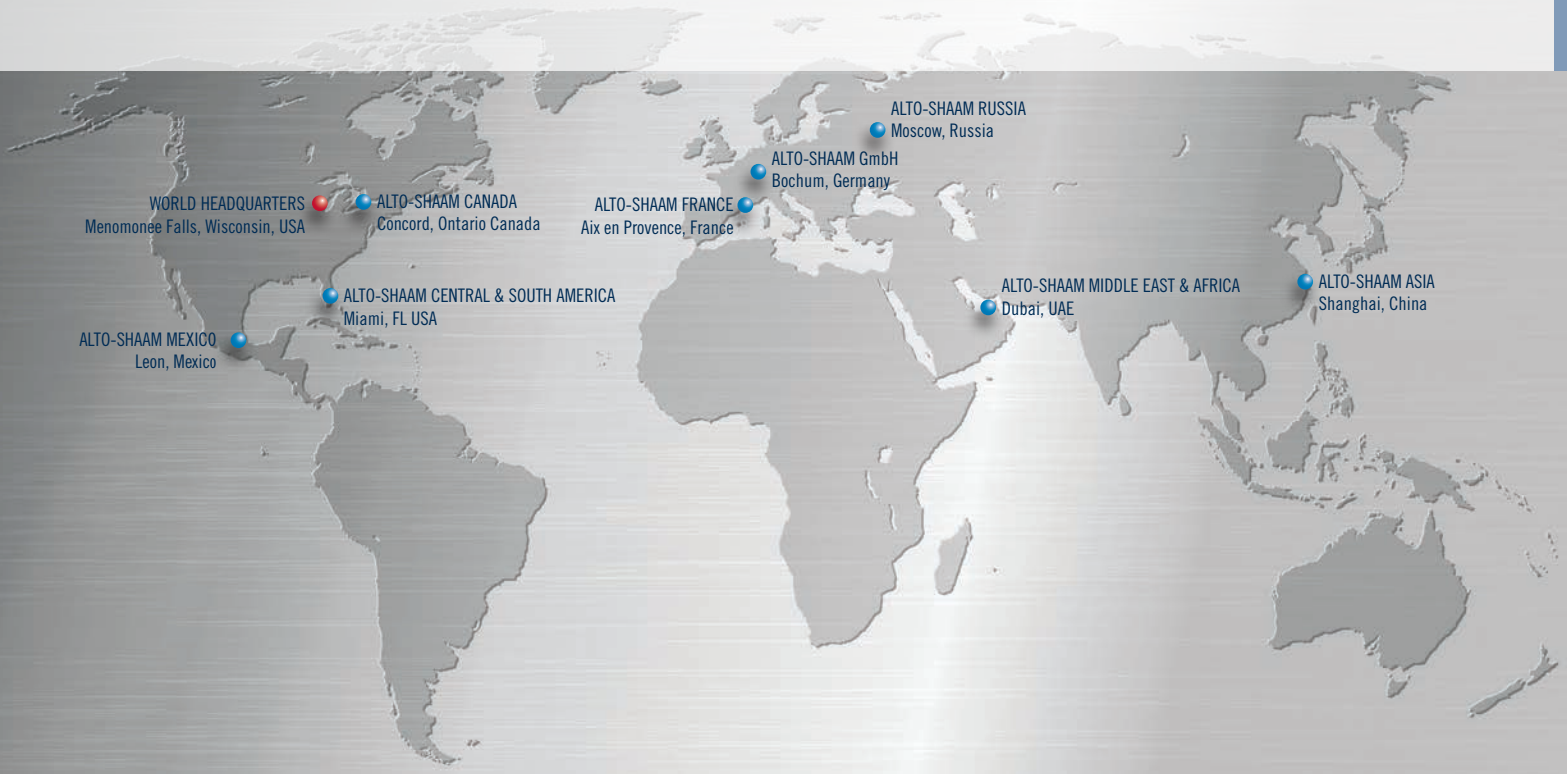 ALTO-SHAAM RUSSIA
Moscow, Russia
ALTO-SHAAM GmbH
Bochum, Germany
WORLD HEADQUARTERS
Menomonee Falls, Wisconsin, USA
ALTO-SHAAM CANADA
Concord, Ontario Canada
ALTO-SHAAM FRANCE
Aix en Provence, France
ALTO-SHAAM MIDDLE EAST & AFRICA
Dubai, UAE
ALTO-SHAAM ASIA
Shanghai, China
ALTO-SHAAM CENTRAL & SOUTH AMERICA
Miami, FL USA
ALTO-SHAAM MEXICO
Leon, Mexico